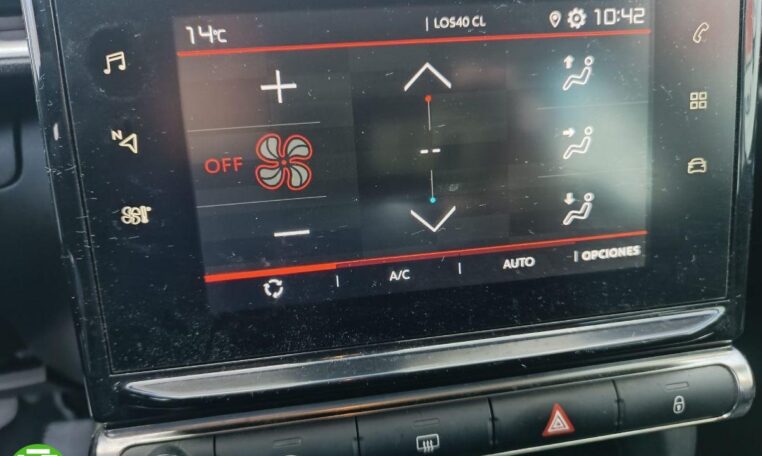 14°C
| LOS40 CL
10:42
N
OFF
--
A/C
AUTO
| OPCIONES